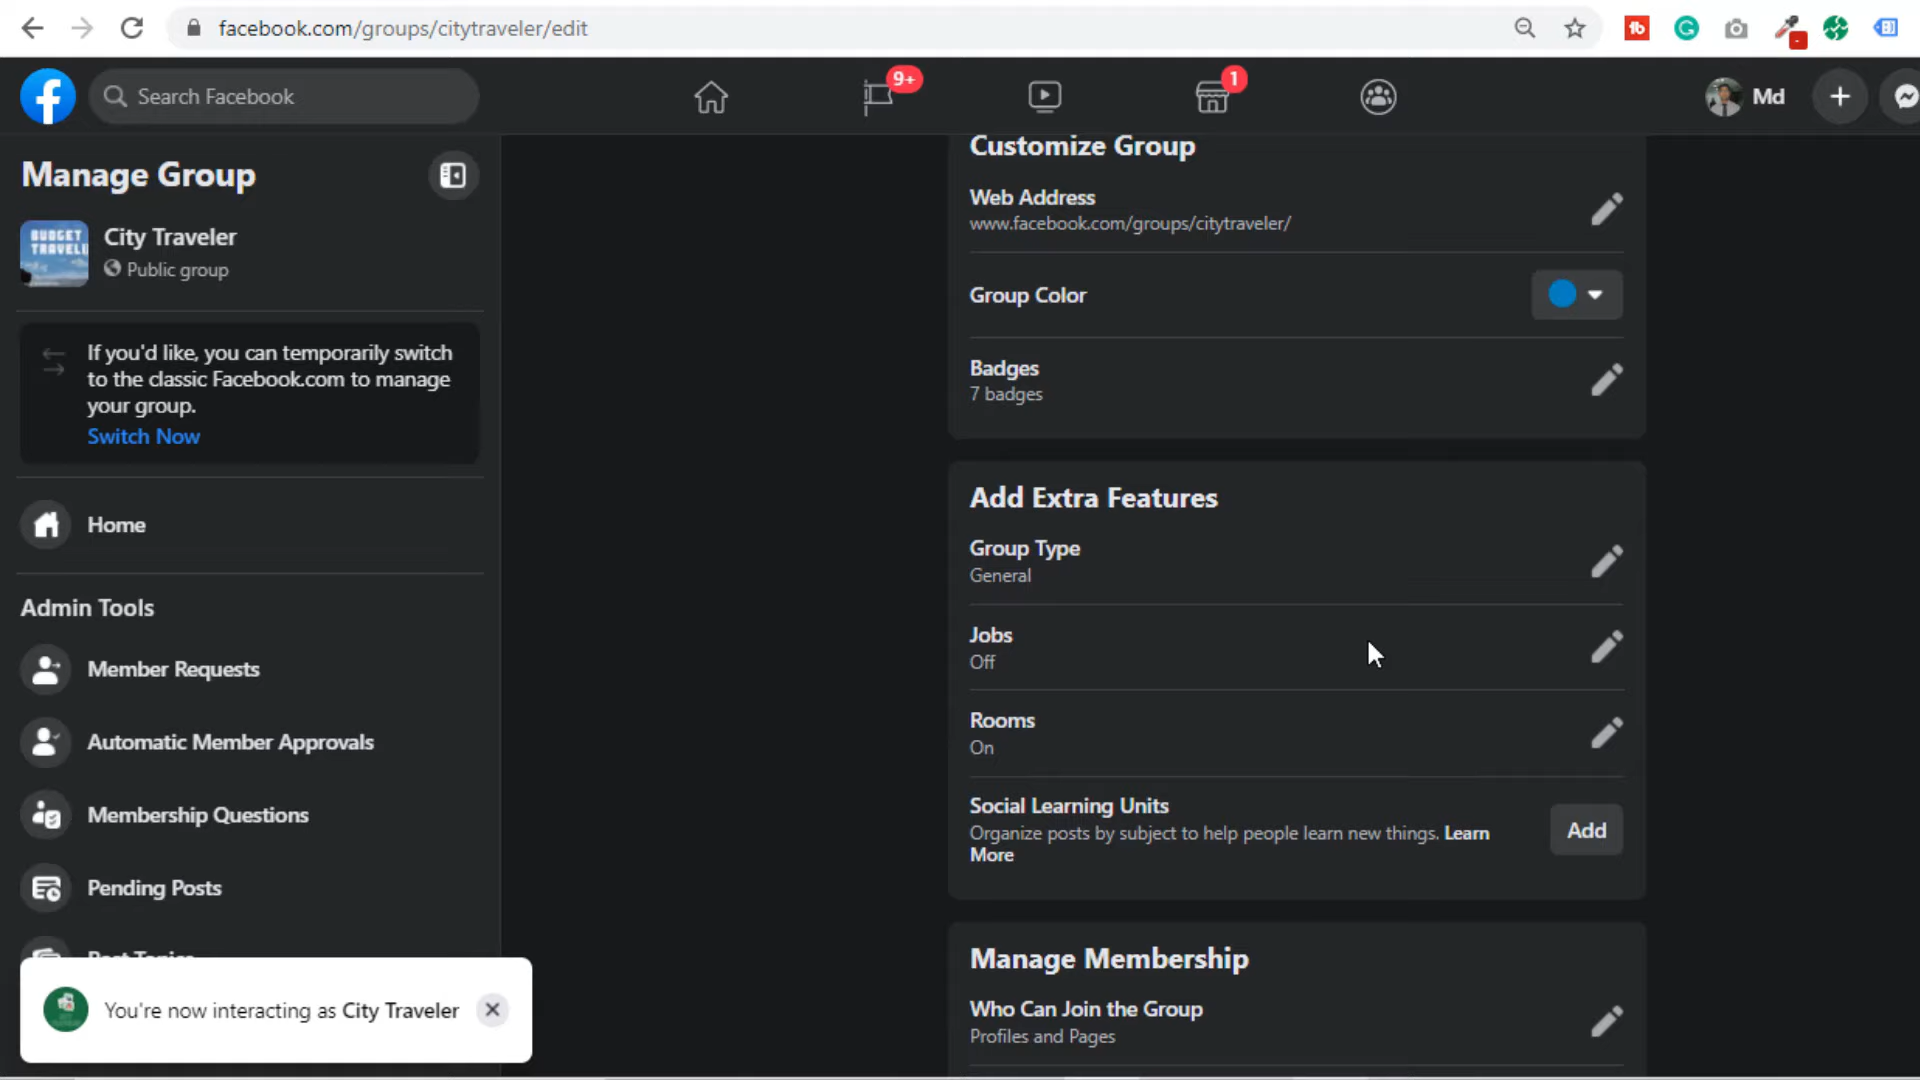 facebook.com/groups/citytraveler/edit
Search Facebook
9+
1
Md
Manage Group
City Traveler
Public group
If you'd like, you can temporarily switch
to the classic Facebook.com to manage
your group.
Switch Now
Home
Admin Tools
Member Requests
Automatic Member Approvals
Membership Questions
Pending Posts
You're now interacting as City Traveler
Customize Group
Web Address
www.facebook.com/groups/citytraveler/
Group Color
Badges
7 badges
Add Extra Features
Group Type
General
Jobs
Off
Rooms
On
Social Learning Units
Organize posts by subject to help people learn new things. Learn
More
Add
Manage Membership
Who Can Join the Group
Profiles and Pages